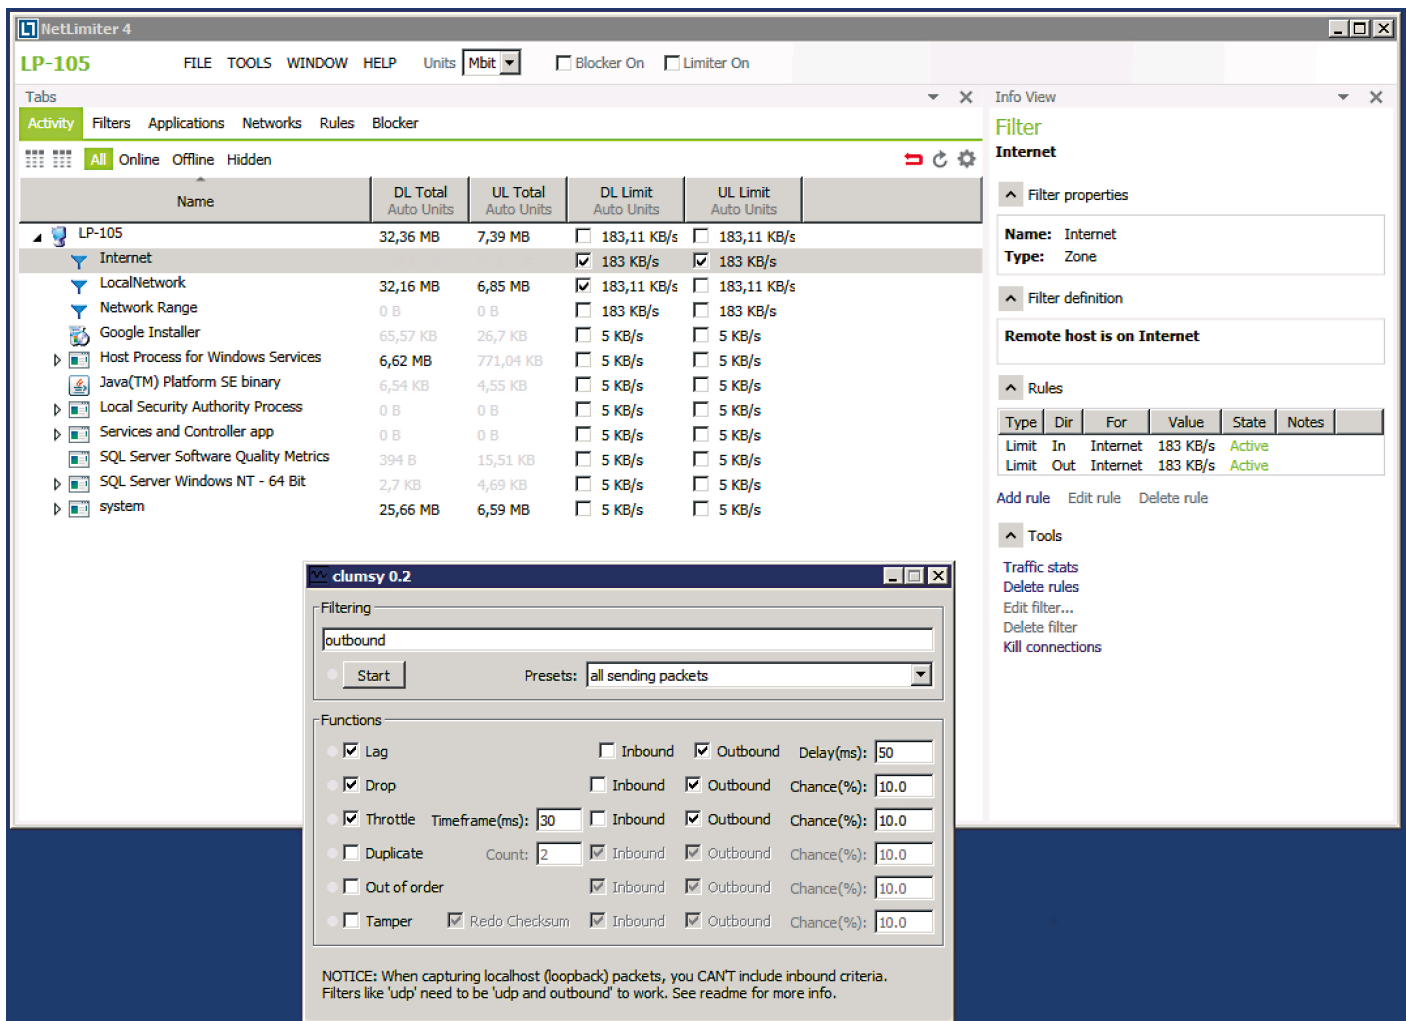 NetLimiter 4
LP-105 FILE TOOLS WINDOW HELP Units Mbit Blocker On Limiter On
Tabs
Activity Filters Applications Networks Rules Blocker
All Online Offline Hidden
Name DL Total Auto Units UL Total Auto Units DL Limit Auto Units UL Limit Auto Units
LP-105 32,36 MB 7,39 MB 183,11 KB/s 183,11 KB/s
Internet 183 KB/s 183 KB/s
LocalNetwork 32,16 MB 6,85 MB 183,11 KB/s 183,11 KB/s
Network Range 0 B 0 B 183 KB/s 183 KB/s
Google Installer 65,57 KB 26,7 KB 5 KB/s 5 KB/s
Host Process for Windows Services 6,62 MB 771,04 KB 5 KB/s 5 KB/s
Java(TM) Platform SE binary 6,54 KB 4,55 KB 5 KB/s 5 KB/s
Local Security Authority Process 0 B 0 B 5 KB/s 5 KB/s
Services and Controller app 0 B 0 B 5 KB/s 5 KB/s
SQL Server Software Quality Metrics 394 B 15,51 KB 5 KB/s 5 KB/s
SQL Server Windows NT - 64 Bit 2,7 KB 4,69 KB 5 KB/s 5 KB/s
system 25,66 MB 6,59 MB 5 KB/s 5 KB/s
Info View
Filter
Internet
Filter properties
Name: Internet
Type: Zone
Filter definition
Remote host is on Internet
Rules
Type Dir For Value State Notes
Limit In Internet 183 KB/s Active
Limit Out Internet 183 KB/s Active
Add rule Edit rule Delete rule
Tools
Traffic stats
Delete rules
Edit filter...
Delete filter
Kill connections
clumsy 0.2
Filtering
outbound
Start Presets: all sending packets
Functions
Lag Inbound Outbound Delay(ms): 50
Drop Inbound Outbound Chance(%): 10.0
Throttle Timeframe(ms): 30 Inbound Outbound Chance(%): 10.0
Duplicate Count: 2 Inbound Outbound Chance(%): 10.0
Out of order Inbound Outbound Chance(%): 10.0
Tamper Redo Checksum Inbound Outbound Chance(%): 10.0
NOTICE: When capturing localhost (loopback) packets, you CAN'T include inbound criteria.
Filters like 'udp' need to be 'udp and outbound' to work. See readme for more info.